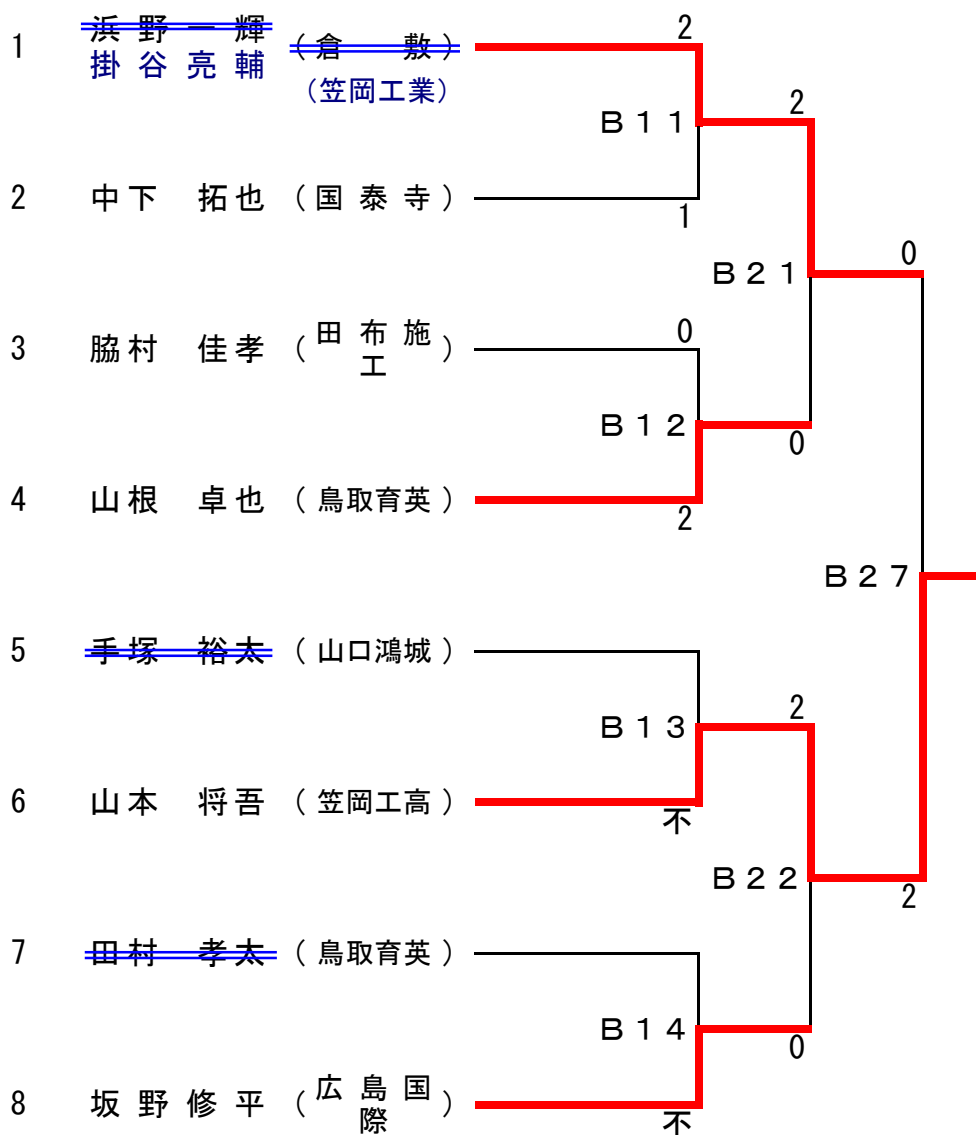 浜野一輝 (倉　敷)
1 掛谷亮輔 (笠岡工業)
2
B11
2
2 中下　拓也 (国泰寺)
1
B21
0
3 脇村　佳孝 (田布施工)
0
B12
0
4 山根　卓也 (鳥取育英)
2
B27
5 手塚　裕太 (山口鴻城)
B13
2
6 山本　将吾 (笠岡工高)
不
B22
2
7 田村　孝太 (鳥取育英)
B14
0
8 坂野修平 (広島国際)
不